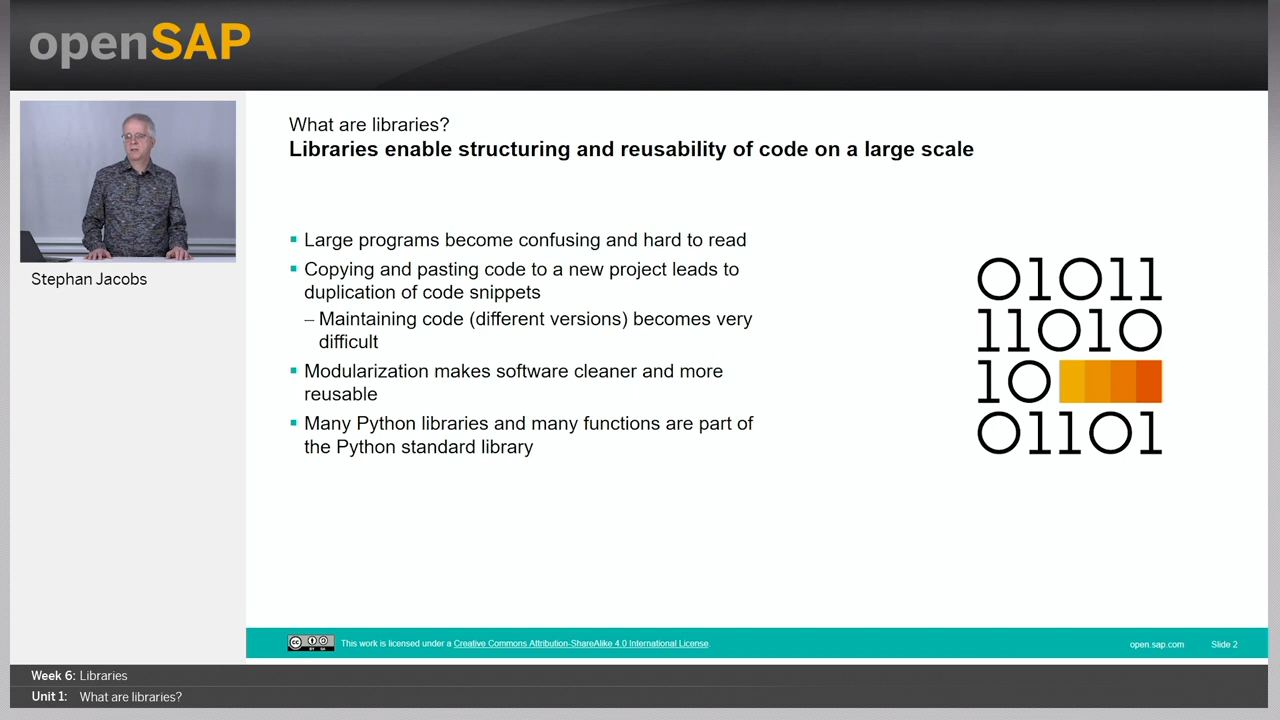 openSAP
Stephan Jacobs
What are libraries?
Libraries enable structuring and reusability of code on a large scale
Large programs become confusing and hard to read
Copying and pasting code to a new project leads to
duplication of code snippets
– Maintaining code (different versions) becomes very
difficult
Modularization makes software cleaner and more
reusable
Many Python libraries and many functions are part of
the Python standard library
01011
11010
10
01101
CC BY SA This work is licensed under a Creative Commons Attribution-ShareAlike 4.0 International License.
open.sap.com Slide 2
Week 6: Libraries
Unit 1: What are libraries?